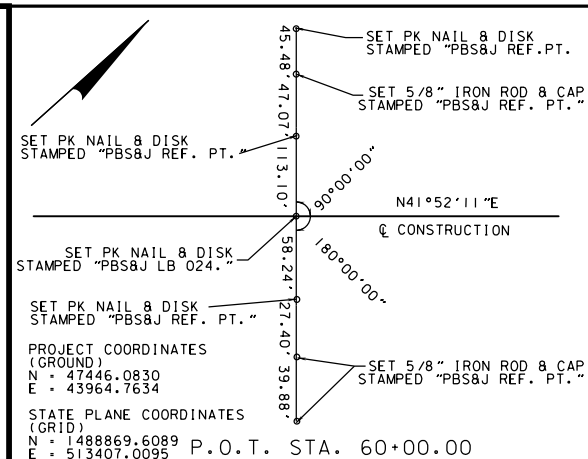 SET PK NAIL & DISK
STAMPED "PBS&J REF.PT.
SET 5/8" IRON ROD & CAP
STAMPED "PBS&J REF. PT."
SET PK NAIL & DISK
STAMPED "PBS&J REF. PT."
45.48'
47.07'
113.10'
90°00'00"
N41°52'11"E
℄ CONSTRUCTION
180°00'00"
SET PK NAIL & DISK
STAMPED "PBS&J LB 024."
58.24'
SET PK NAIL & DISK
STAMPED "PBS&J REF. PT."
27.40'
39.88'
SET 5/8" IRON ROD & CAP
STAMPED "PBS&J REF. PT."
PROJECT COORDINATES
(GROUND)
N = 47446.0830
E = 43964.7634
STATE PLANE COORDINATES
(GRID)
N = 1488869.6089
E = 513407.0095
P.O.T. STA. 60+00.00